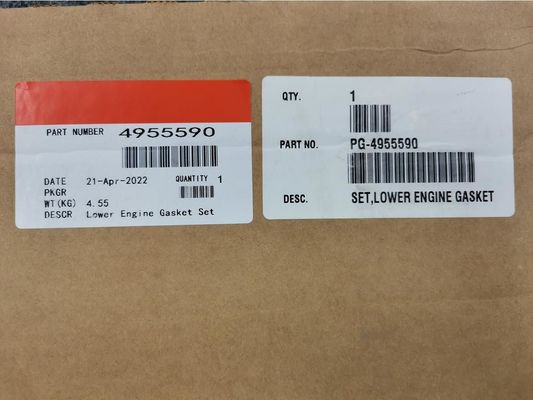 PART NUMBER 4955590
DATE 21-Apr-2022 QUANTITY 1
PKGR
WT(KG) 4.55
DESCR Lower Engine Gasket Set
QTY. 1
PART NO. PG-4955590
DESC. SET,LOWER ENGINE GASKET